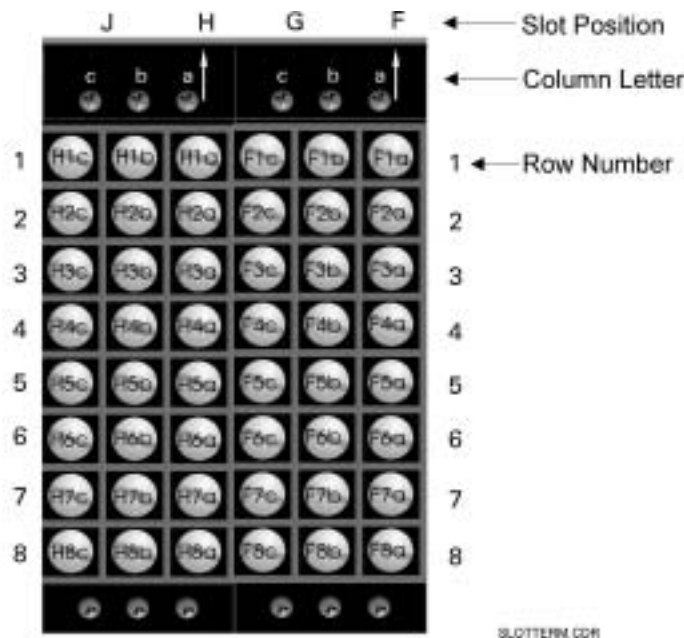 J H G F Slot Position
c b a c b a Column Letter
1 H1c H1b H1a F1c F1b F1a 1 Row Number
2 H2c H2b H2a F2c F2b F2a 2
3 H3c H3b H3a F3c F3b F3a 3
4 H4c H4b H4a F4c F4b F4a 4
5 H5c H5b H5a F5c F5b F5a 5
6 H6c H6b H6a F6c F6b F6a 6
7 H7c H7b H7a F7c F7b F7a 7
8 H8c H8b H8a F8c F8b F8a 8
SLOTTERM.CDR